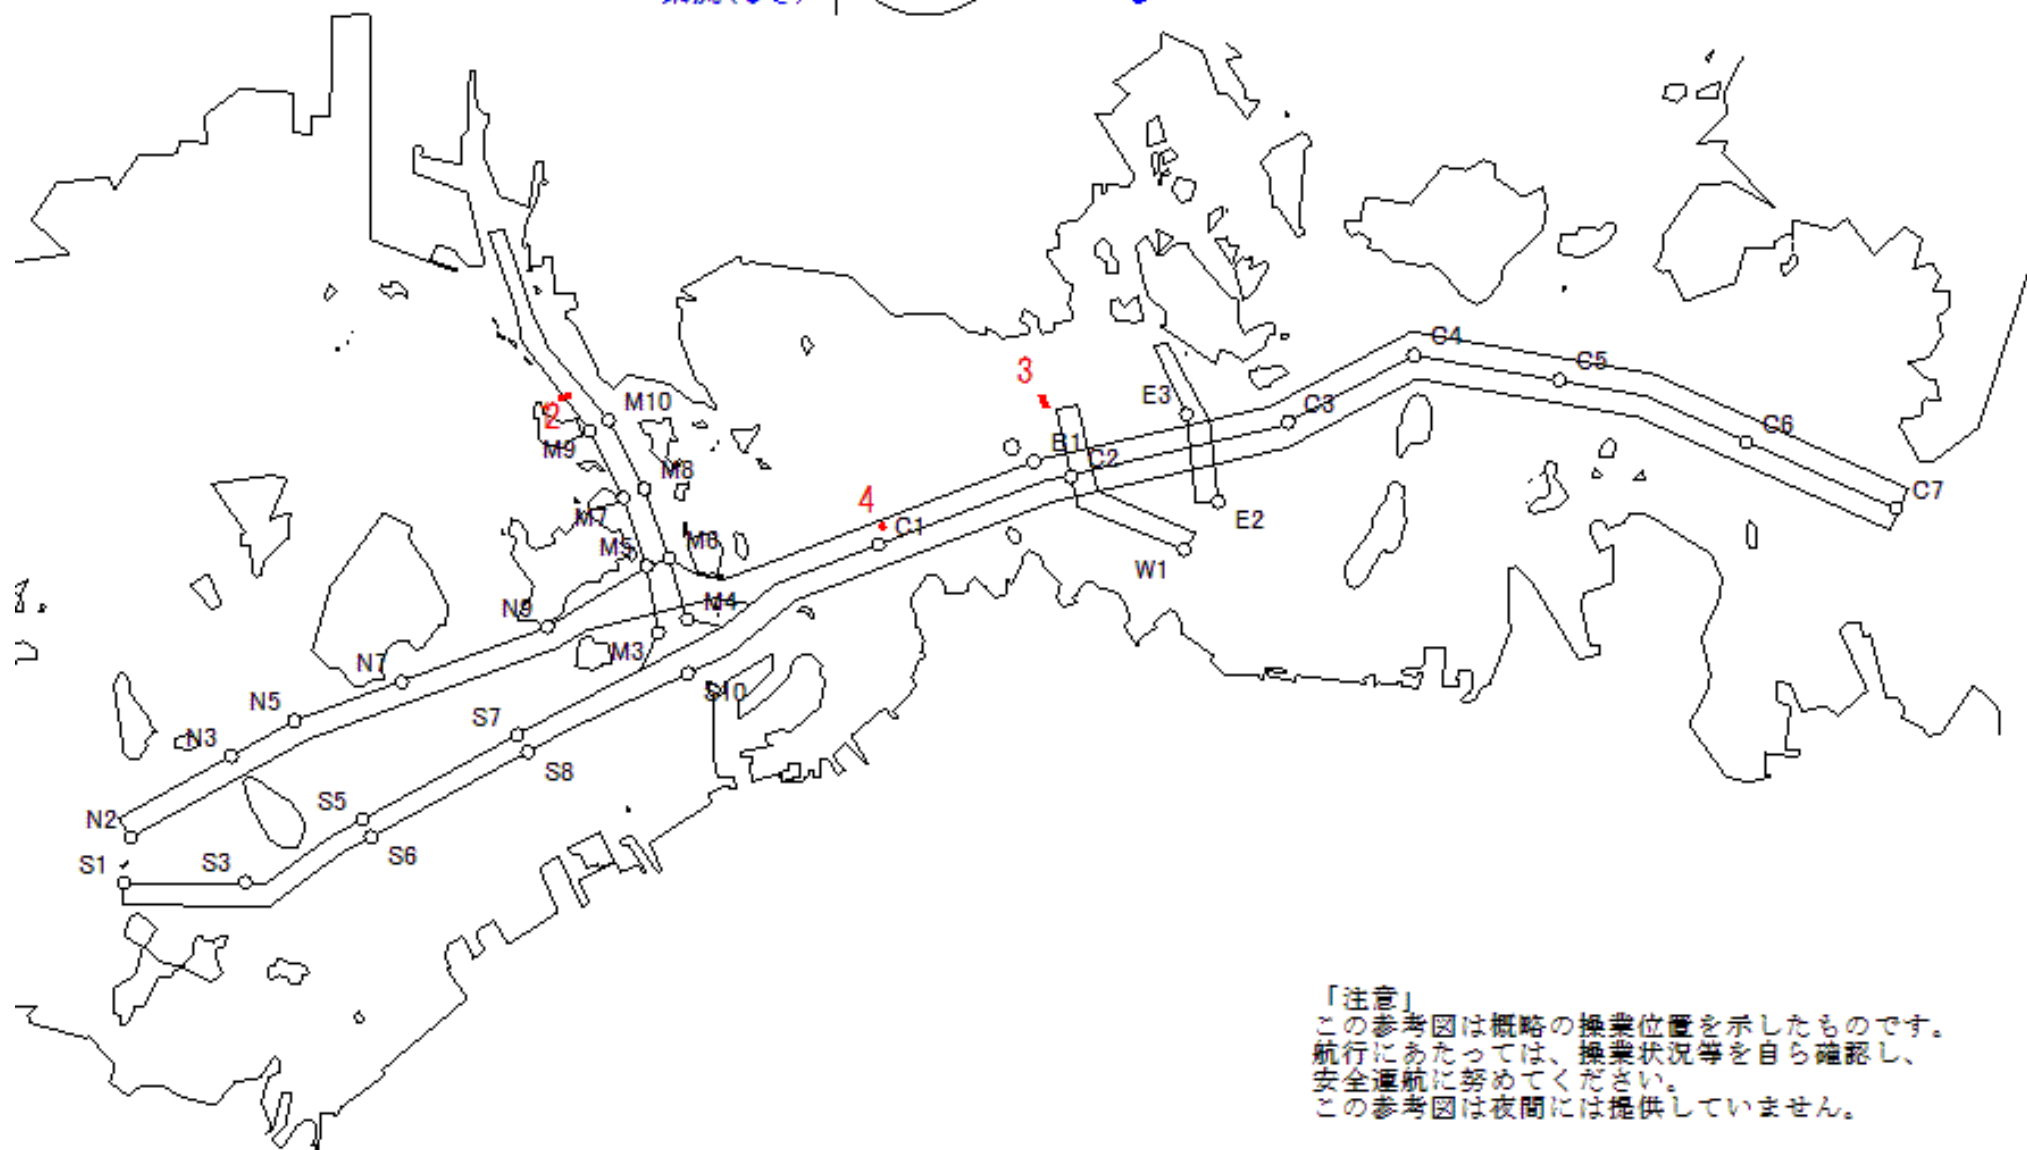 C4
3
C5
E3
M10
2
C3
B1
C6
M9
C2
M8
C7
4
M7
E2
C1
M5
M6
W1
N9
M4
M3
N7
S10
N5
S7
N3
S8
S5
N2
S6
S1
S3
「注意」
この参考図は概略の操業位置を示したものです。
航行にあたっては、操業状況等を自ら確認し、
安全運航に努めてください。
この参考図は夜間には提供していません。